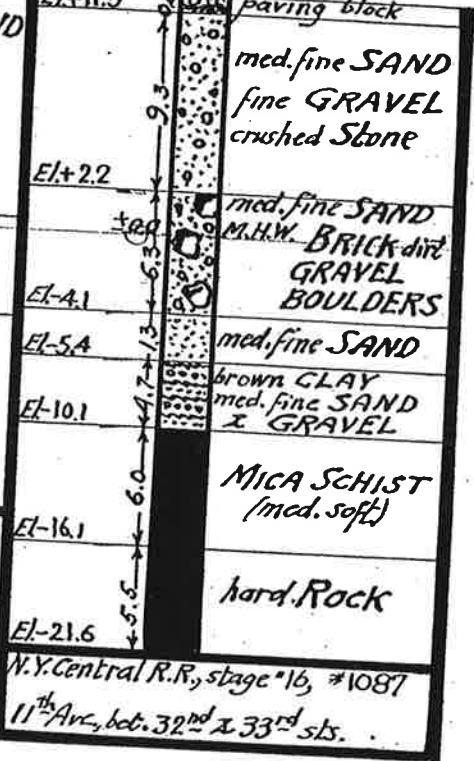 paving block
9.3
med. fine SAND
fine GRAVEL
crushed Stone
El.+2.2
±0.0
M.H.W.
6.3
med. fine SAND
BRICK dirt
GRAVEL
BOULDERS
El-4.1
1.3
med. fine SAND
El-5.4
4.7
brown CLAY
med. fine SAND
& GRAVEL
El-10.1
6.0
MICA SCHIST
(med. soft)
El-16.1
5.5
hard. Rock
El-21.6
N.Y. Central R.R., stage #16, #1087
11th Ave., bet. 32nd & 33rd sts.